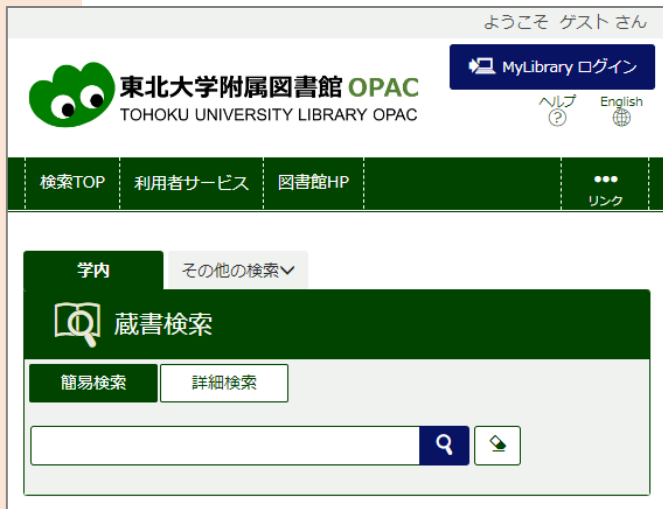 ようこそ ゲスト さん
MyLibrary ログイン
東北大学附属図書館 OPAC
TOHOKU UNIVERSITY LIBRARY OPAC
ヘルプ English
検索TOP 利用者サービス 図書館HP
リンク
学内 その他の検索
蔵書検索
簡易検索 詳細検索